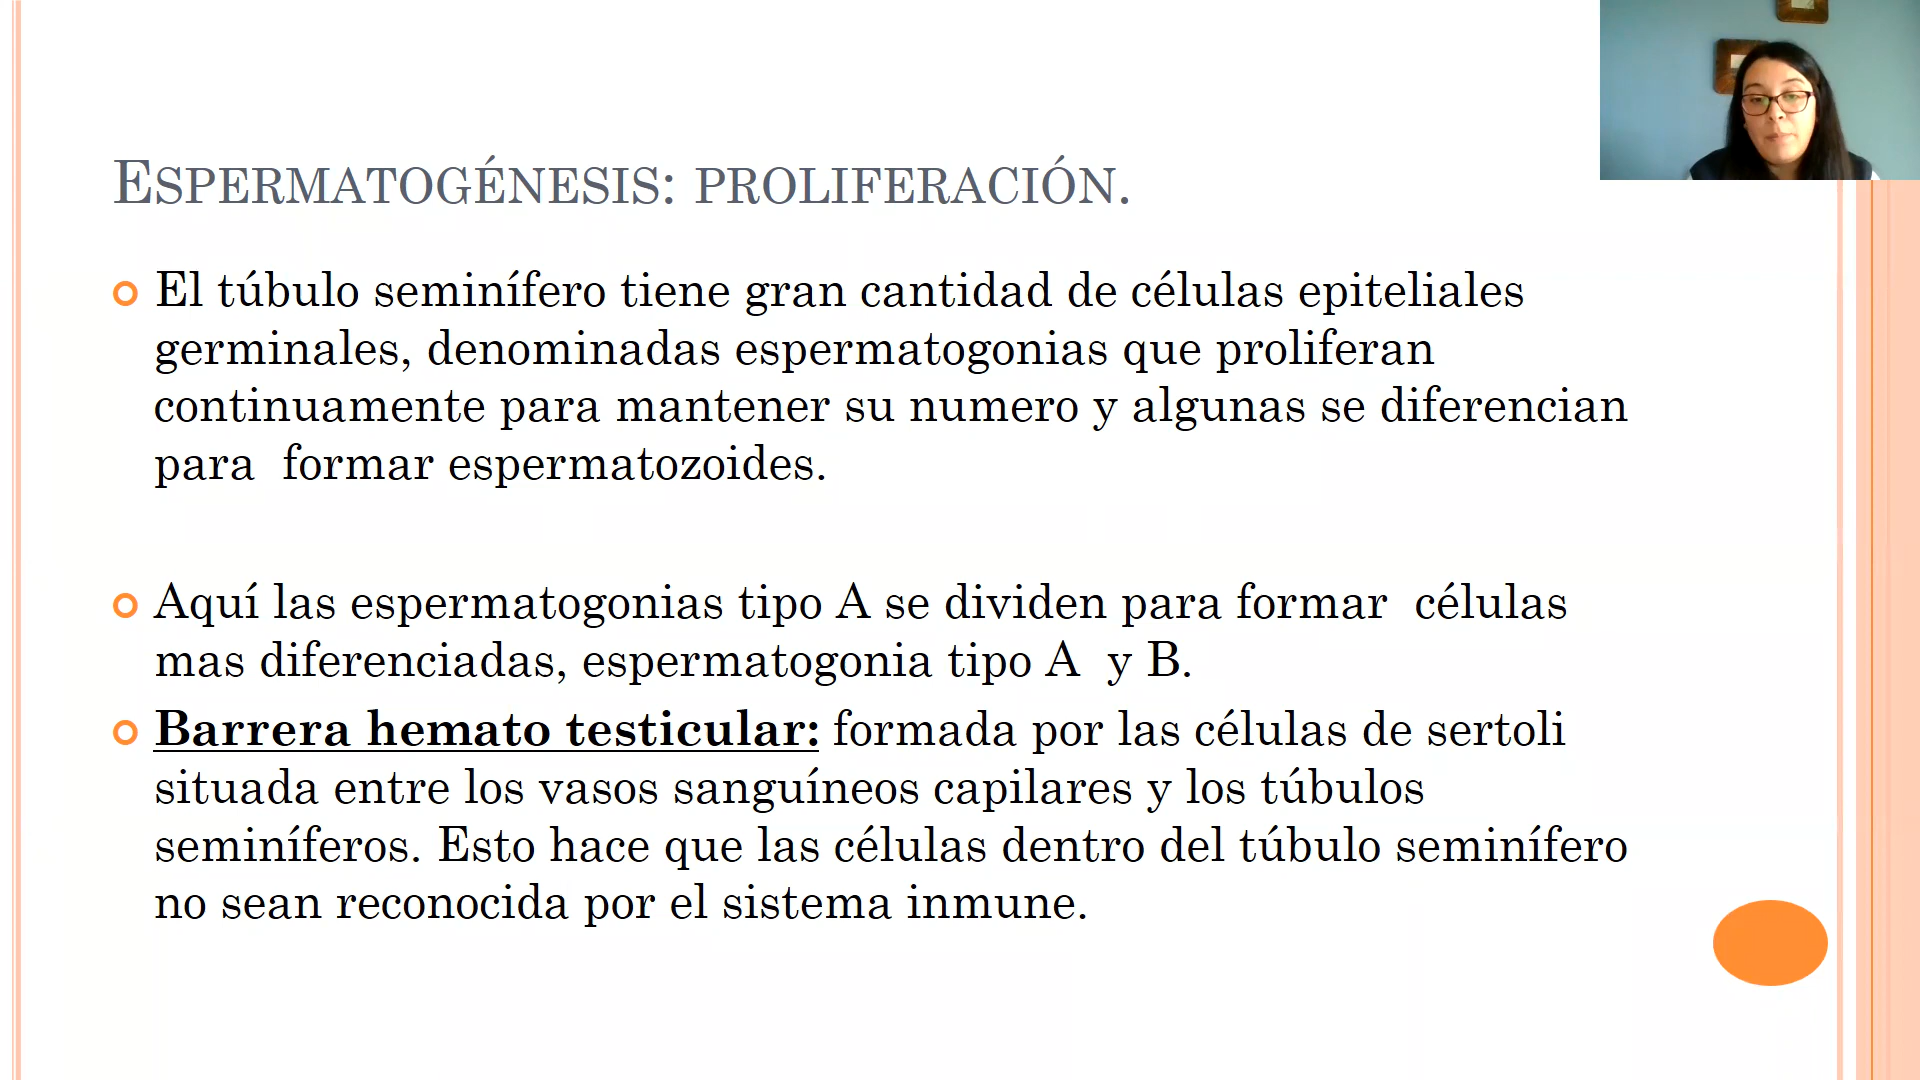 Espermatogénesis: proliferación.
El túbulo seminífero tiene gran cantidad de células epiteliales
germinales, denominadas espermatogonias que proliferan
continuamente para mantener su numero y algunas se diferencian
para  formar espermatozoides.
Aquí las espermatogonias tipo A se dividen para formar  células
mas diferenciadas, espermatogonia tipo A  y B.
Barrera hemato testicular: formada por las células de sertoli
situada entre los vasos sanguíneos capilares y los túbulos
seminíferos. Esto hace que las células dentro del túbulo seminífero
no sean reconocida por el sistema inmune.